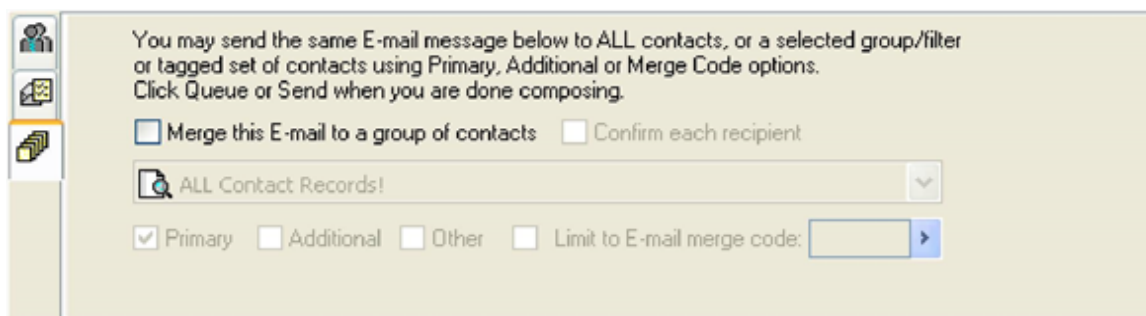 You may send the same E-mail message below to ALL contacts, or a selected group/filter
or tagged set of contacts using Primary, Additional or Merge Code options.
Click Queue or Send when you are done composing.
Merge this E-mail to a group of contacts Confirm each recipient
ALL Contact Records!
Primary Additional Other Limit to E-mail merge code: